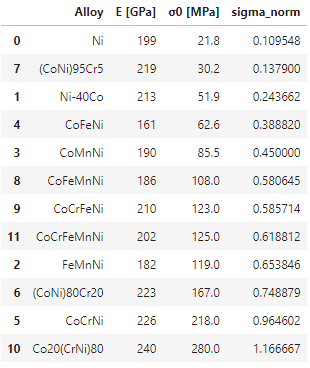 Alloy E [GPa] σ0 [MPa] sigma_norm
0 Ni 199 21.8 0.109548
7 (CoNi)95Cr5 219 30.2 0.137900
1 Ni-40Co 213 51.9 0.243662
4 CoFeNi 161 62.6 0.388820
3 CoMnNi 190 85.5 0.450000
8 CoFeMnNi 186 108.0 0.580645
9 CoCrFeNi 210 123.0 0.585714
11 CoCrFeMnNi 202 125.0 0.618812
2 FeMnNi 182 119.0 0.653846
6 (CoNi)80Cr20 223 167.0 0.748879
5 CoCrNi 226 218.0 0.964602
10 Co20(CrNi)80 240 280.0 1.166667